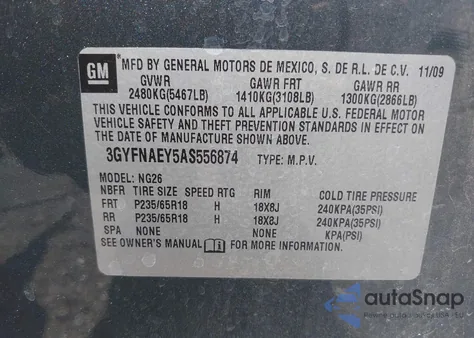 GM
MFD BY GENERAL MOTORS DE MEXICO, S. DE R.L. DE C.V. 11/09
GVWR GAWR FRT GAWR RR
2480KG(5467LB) 1410KG(3108LB) 1300KG(2866LB)
THIS VEHICLE CONFORMS TO ALL APPLICABLE U.S. FEDERAL MOTOR
VEHICLE SAFETY AND THEFT PREVENTION STANDARDS IN EFFECT ON
THE DATE OF MANUFACTURE SHOWN ABOVE.
3GYFNAEY5AS556874 TYPE: M.P.V.
MODEL: NG26
NBFR TIRE SIZE SPEED RTG RIM COLD TIRE PRESSURE
FRT P235/65R18 H 18X8J 240KPA(35PSI)
RR P235/65R18 H 18X8J 240KPA(35PSI)
SPA NONE NONE KPA(PSI)
SEE OWNER'S MANUAL FOR MORE INFORMATION
autoSnap